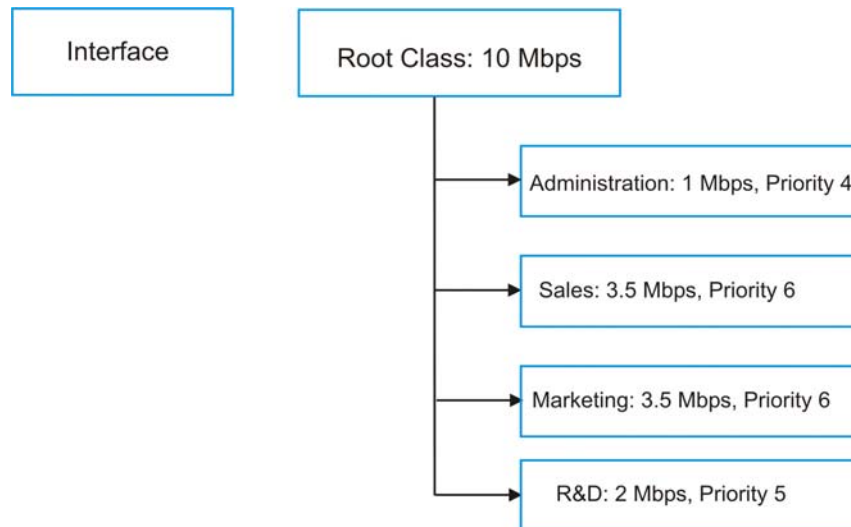 Interface
Root Class: 10 Mbps
Administration: 1 Mbps, Priority 4
Sales: 3.5 Mbps, Priority 6
Marketing: 3.5 Mbps, Priority 6
R&D: 2 Mbps, Priority 5